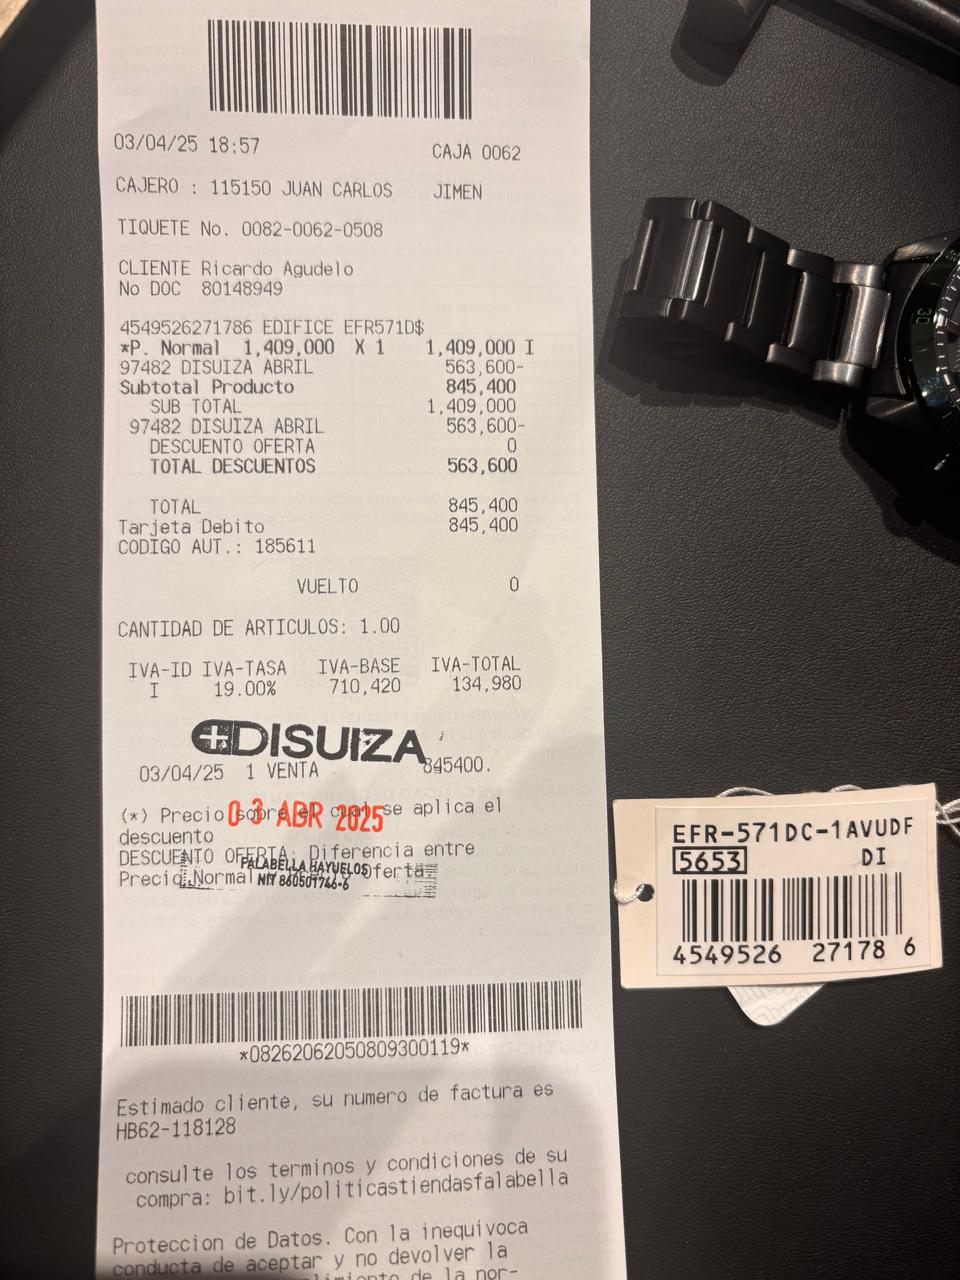 03/04/25 18:57 CAJA 0062
CAJERO : 115150 JUAN CARLOS JIMEN
TIQUETE No. 0082-0062-0508
CLIENTE Ricardo Agudelo
No DOC 80148949
4549526271786 EDIFICE EFR571D$
*P. Normal 1,409,000 X 1 1,409,000 I
97482 DISUIZA ABRIL 563,600-
Subtotal Producto 845,400
SUB TOTAL 1,409,000
97482 DISUIZA ABRIL 563,600-
DESCUENTO OFERTA 0
TOTAL DESCUENTOS 563,600
TOTAL 845,400
Tarjeta Debito 845,400
CODIGO AUT.: 185611
VUELTO 0
CANTIDAD DE ARTICULOS: 1.00
IVA-ID IVA-TASA IVA-BASE IVA-TOTAL
I 19.00% 710,420 134,980
DISUIZA
03/04/25 1 VENTA 845400.
(*) Precio sobre el cual se aplica el
03 ABR 2025
descuento
DESCUENTO OFERTA: Diferencia entre
FALABELLA HAYUELOS
Precio Normal Oferta
NIT 860501746-6
*08262062050809300119*
Estimado cliente, su numero de factura es
HB62-118128
consulte los terminos y condiciones de su
compra: bit.ly/politicastiendasfalabella
Proteccion de Datos. Con la inequivoca
conducta de aceptar y no devolver la
de la nor-
30
EFR-571DC-1AVUDF
5653 DI
4549526 27178 6